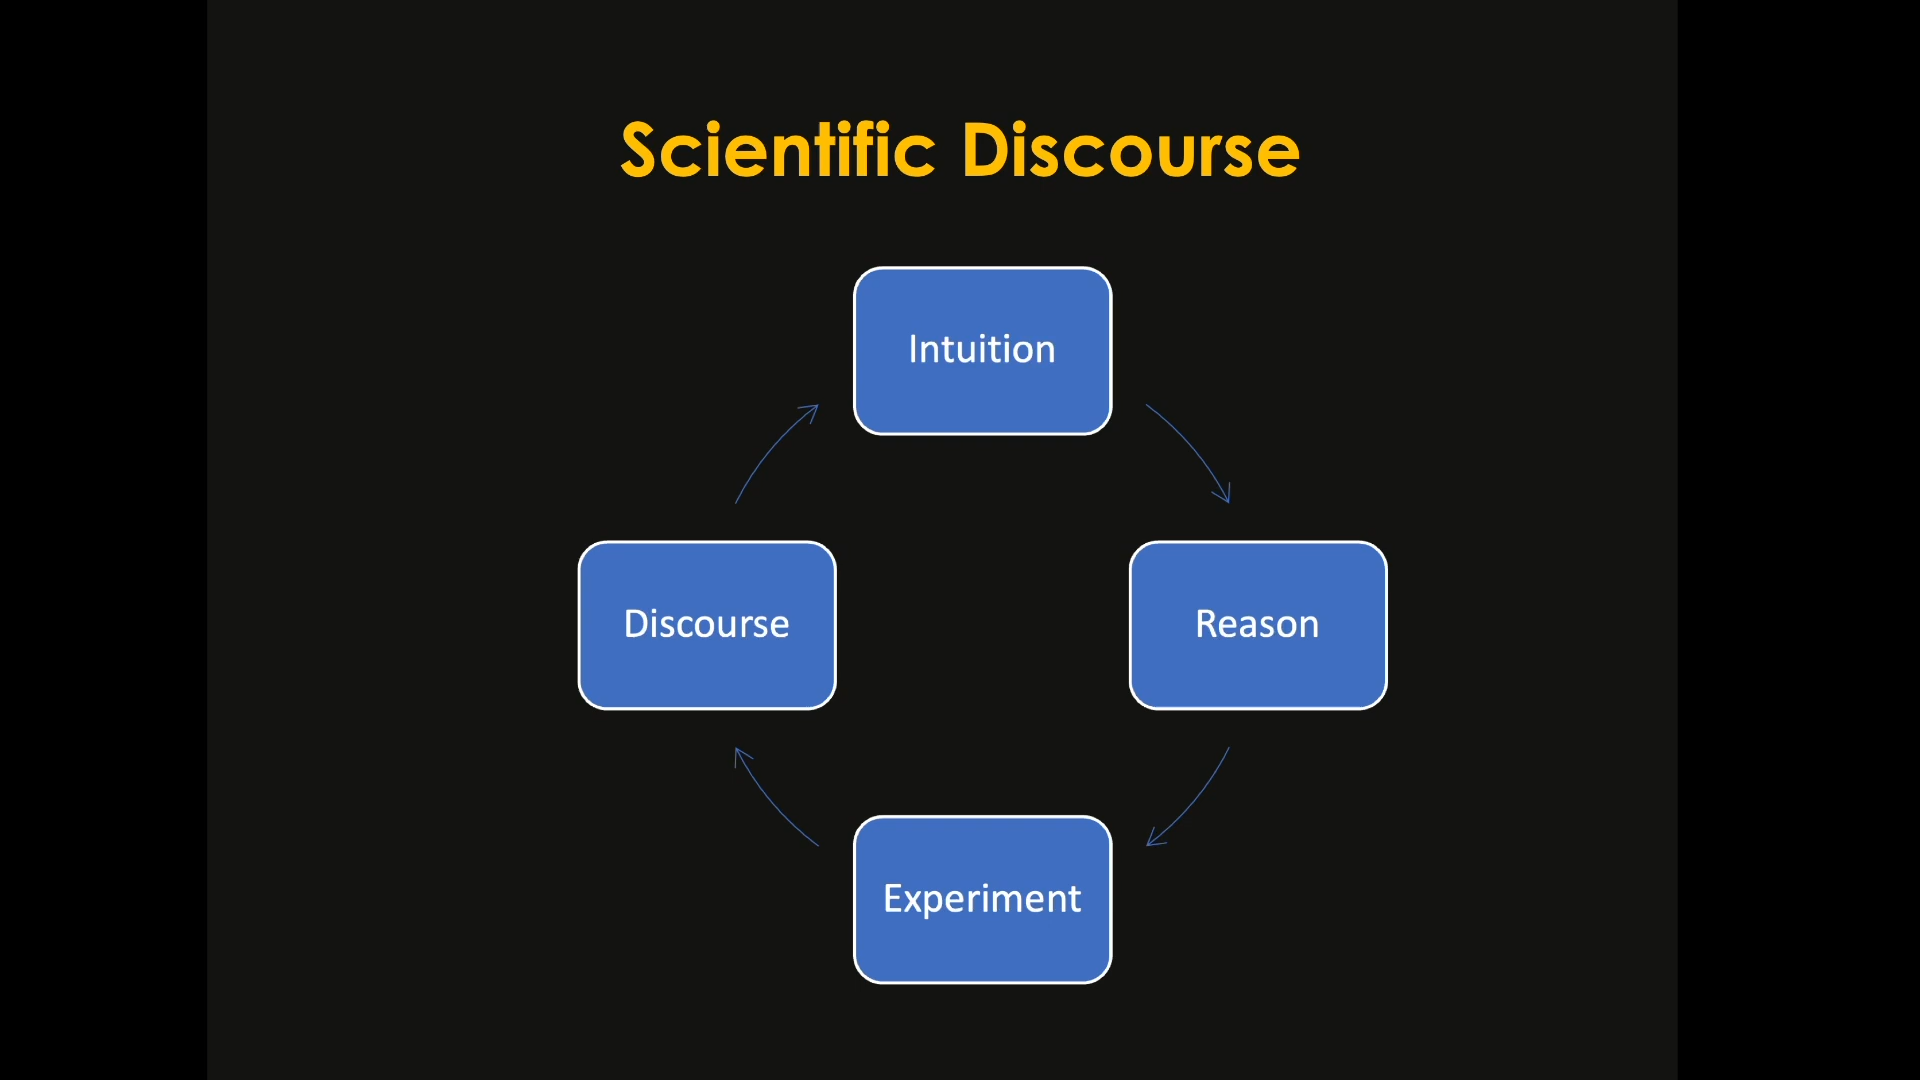 Scientific Discourse
Intuition
Discourse
Reason
Experiment